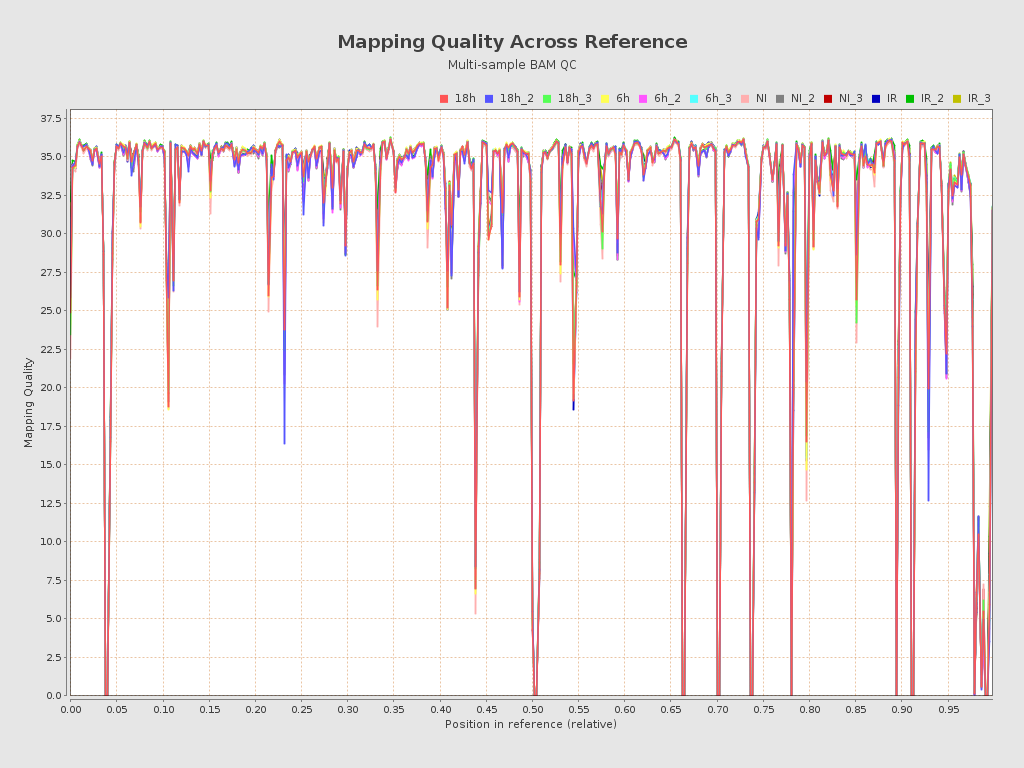 Mapping Quality Across Reference
Multi-sample BAM QC
18h 18h_2 18h_3 6h 6h_2 6h_3 NI NI_2 NI_3 IR IR_2 IR_3
37.5
35.0
32.5
30.0
27.5
25.0
22.5
20.0
17.5
15.0
12.5
10.0
7.5
5.0
2.5
0.0
Mapping Quality
0.00 0.05 0.10 0.15 0.20 0.25 0.30 0.35 0.40 0.45 0.50 0.55 0.60 0.65 0.70 0.75 0.80 0.85 0.90 0.95
Position in reference (relative)